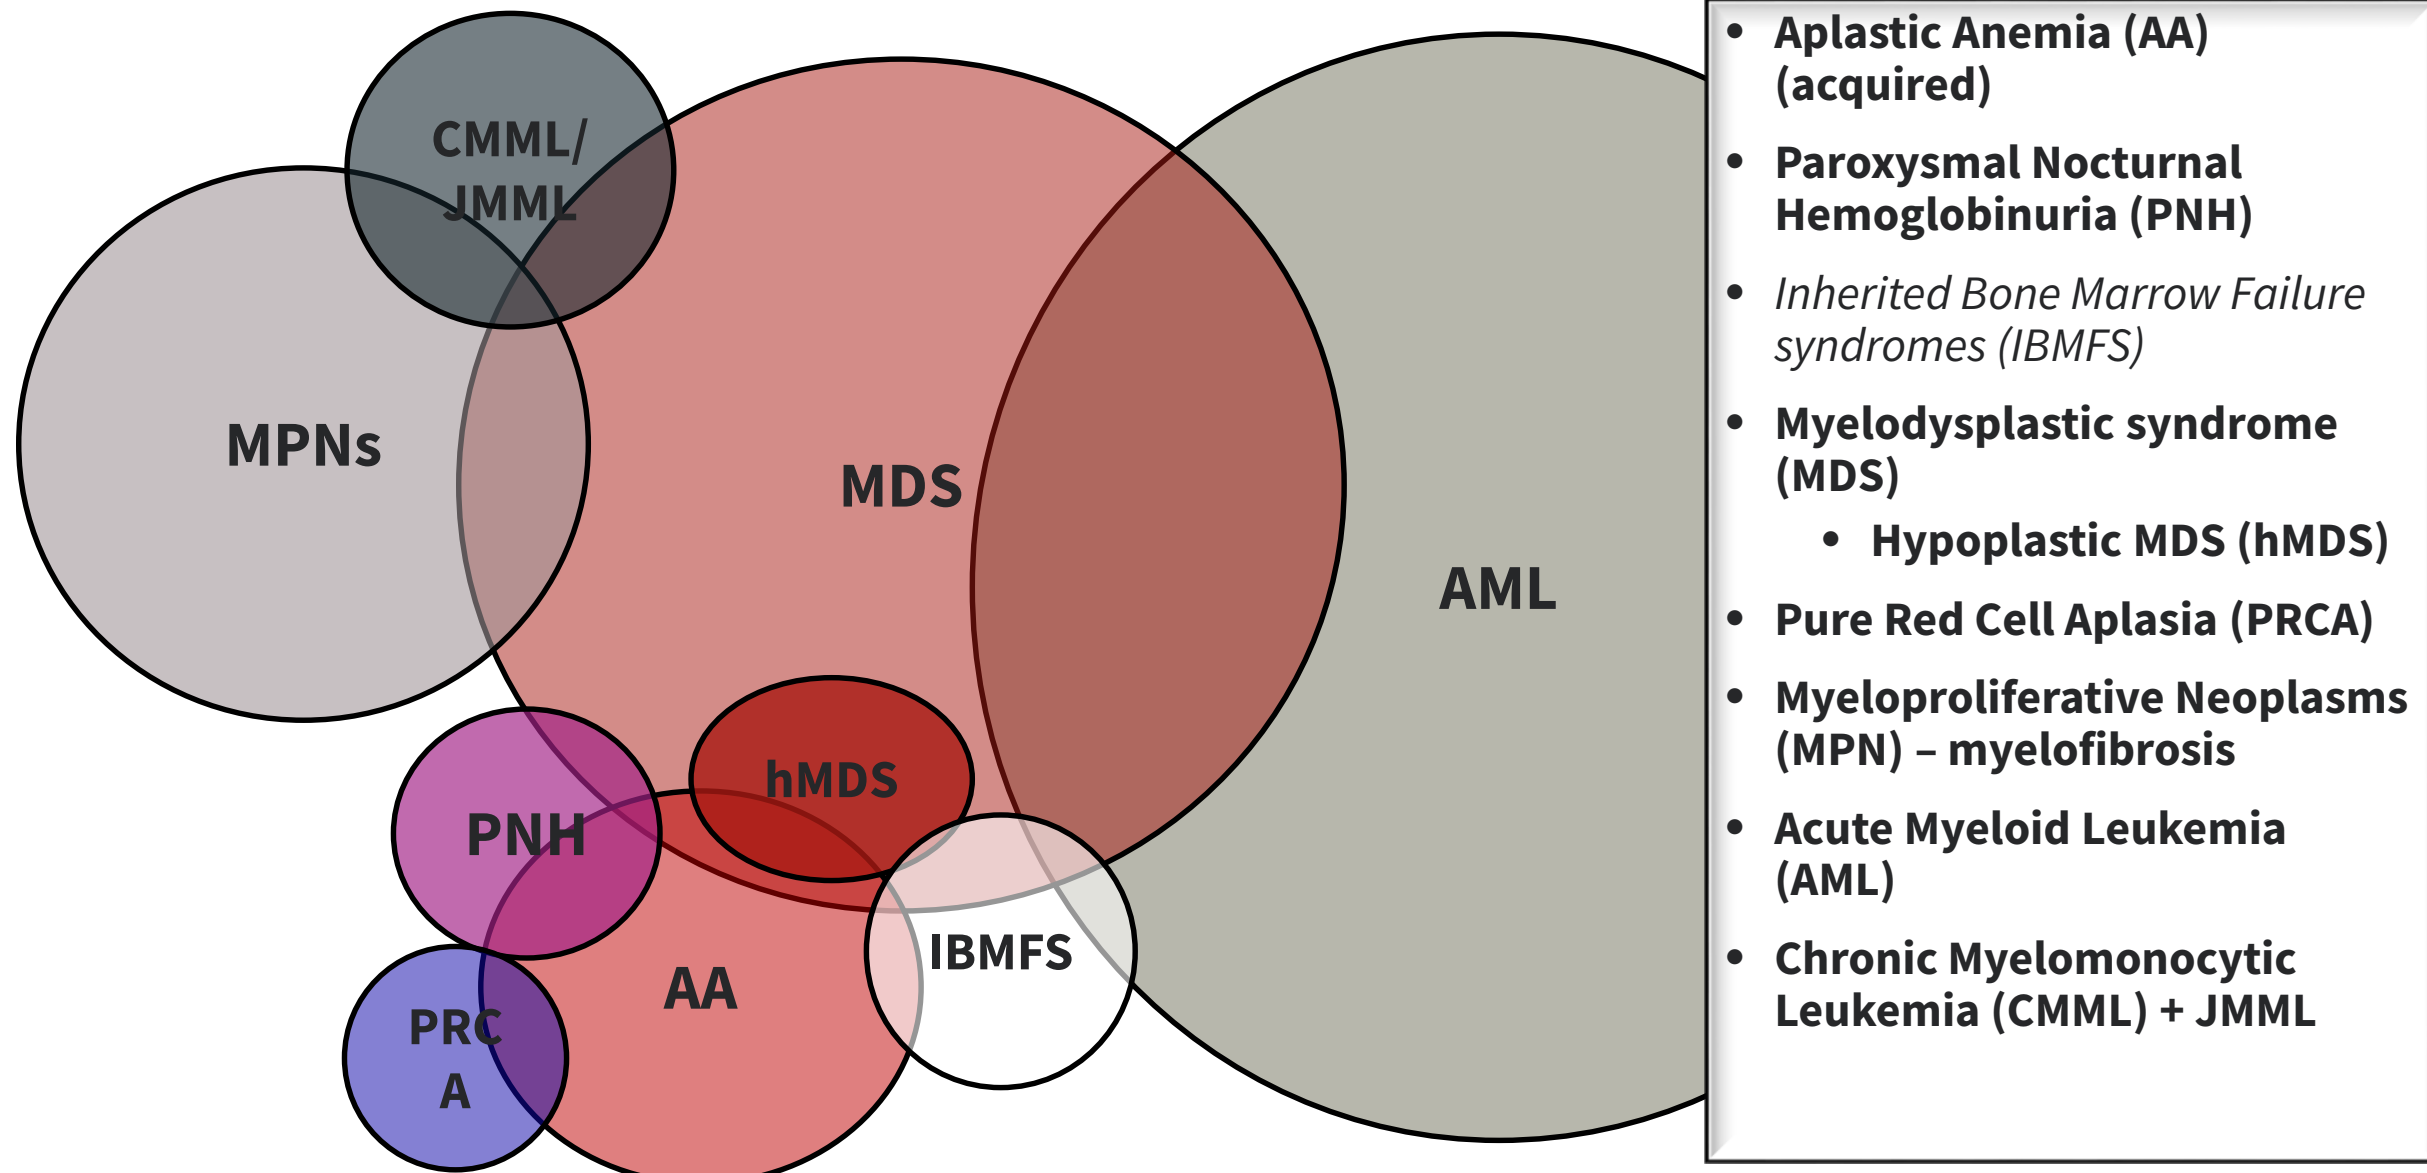 CMML/
JMML
MPNs
MDS
AML
hMDS
PNH
IBMFS
AA
PRC
A
• Aplastic Anemia (AA)
(acquired)
• Paroxysmal Nocturnal
Hemoglobinuria (PNH)
• Inherited Bone Marrow Failure
syndromes (IBMFS)
• Myelodysplastic syndrome
(MDS)
• Hypoplastic MDS (hMDS)
• Pure Red Cell Aplasia (PRCA)
• Myeloproliferative Neoplasms
(MPN) – myelofibrosis
• Acute Myeloid Leukemia
(AML)
• Chronic Myelomonocytic
Leukemia (CMML) + JMML